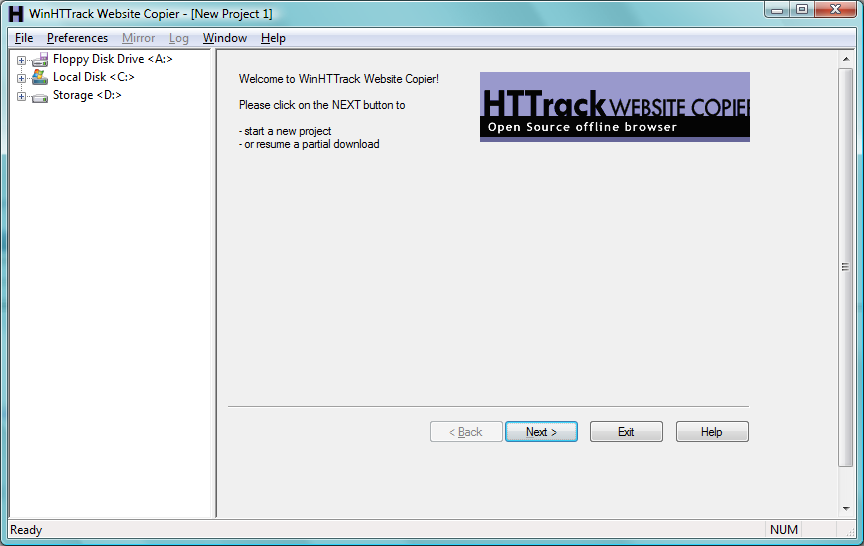 H WinHTTrack Website Copier - [New Project 1]
File Preferences Mirror Log Window Help
Floppy Disk Drive <A:>
Local Disk <C:>
Storage <D:>
Welcome to WinHTTrack Website Copier!
Please click on the NEXT button to
- start a new project
- or resume a partial download
HTTrack WEBSITE COPIER
Open Source offline browser
< Back Next > Exit Help
Ready NUM